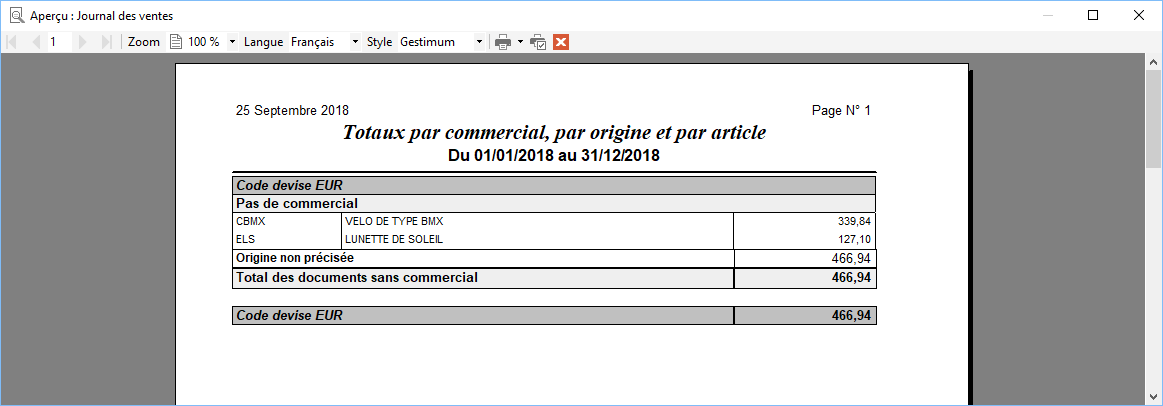 Aperçu : Journal des ventes
1 Zoom 100 % Langue Français Style Gestimum
25 Septembre 2018 Page N° 1
Totaux par commercial, par origine et par article
Du 01/01/2018 au 31/12/2018
Code devise EUR
Pas de commercial
CBMX VELO DE TYPE BMX 339,84
ELS LUNETTE DE SOLEIL 127,10
Origine non précisée 466,94
Total des documents sans commercial 466,94
Code devise EUR 466,94